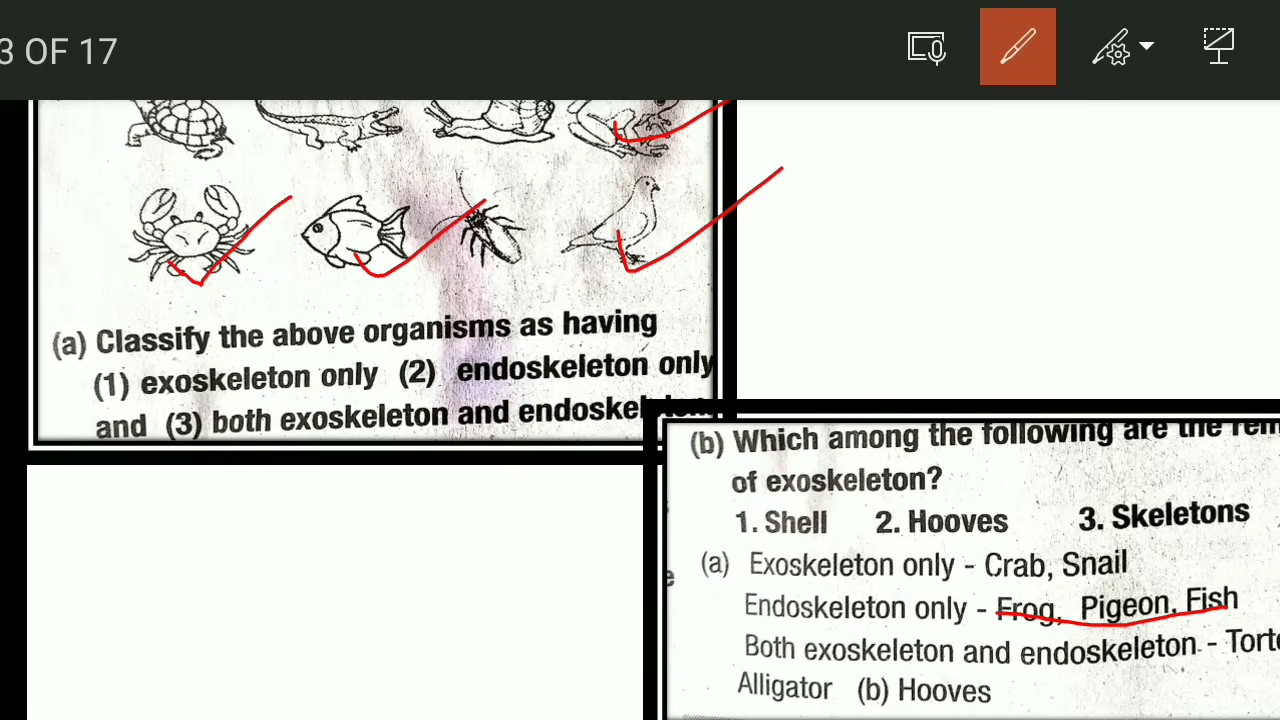 3 OF 17
(a) Classify the above organisms as having
(1) exoskeleton only (2) endoskeleton only
and (3) both exoskeleton and
(b) Which among the following are the
of exoskeleton?
1. Shell 2. Hooves 3. Skeletons
(a) Exoskeleton only - Crab, Snail
Endoskeleton only - Frog, Pigeon, Fish
Both exoskeleton and endoskeleton -
Alligator (b) Hooves